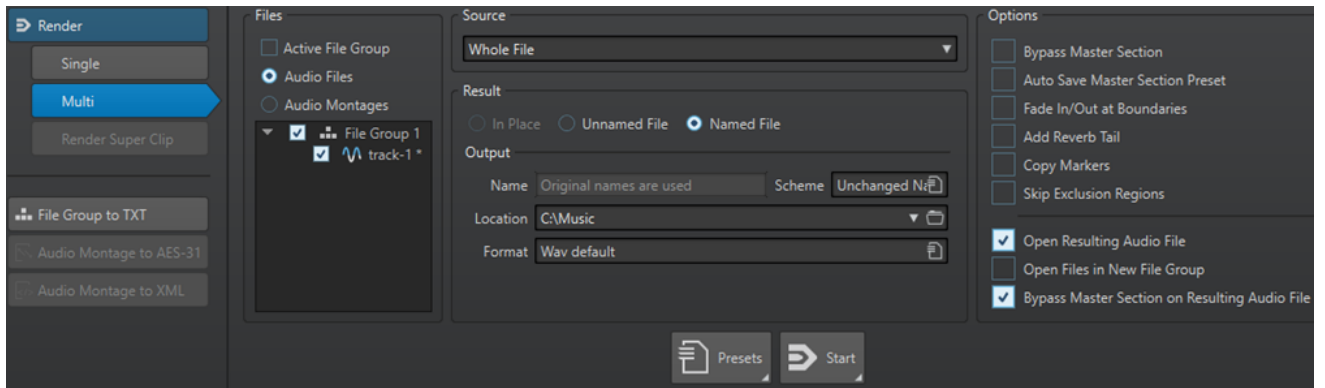 Render
Single
Multi
Render Super Clip
File Group to TXT
Audio Montage to AES-31
Audio Montage to XML
Files
Active File Group
Audio Files
Audio Montages
File Group 1
track-1 *
Source
Whole File
Result
In Place Unnamed File Named File
Output
Name Original names are used Scheme Unchanged Na
Location C:\Music
Format Wav default
Presets Start
Options
Bypass Master Section
Auto Save Master Section Preset
Fade In/Out at Boundaries
Add Reverb Tail
Copy Markers
Skip Exclusion Regions
Open Resulting Audio File
Open Files in New File Group
Bypass Master Section on Resulting Audio File